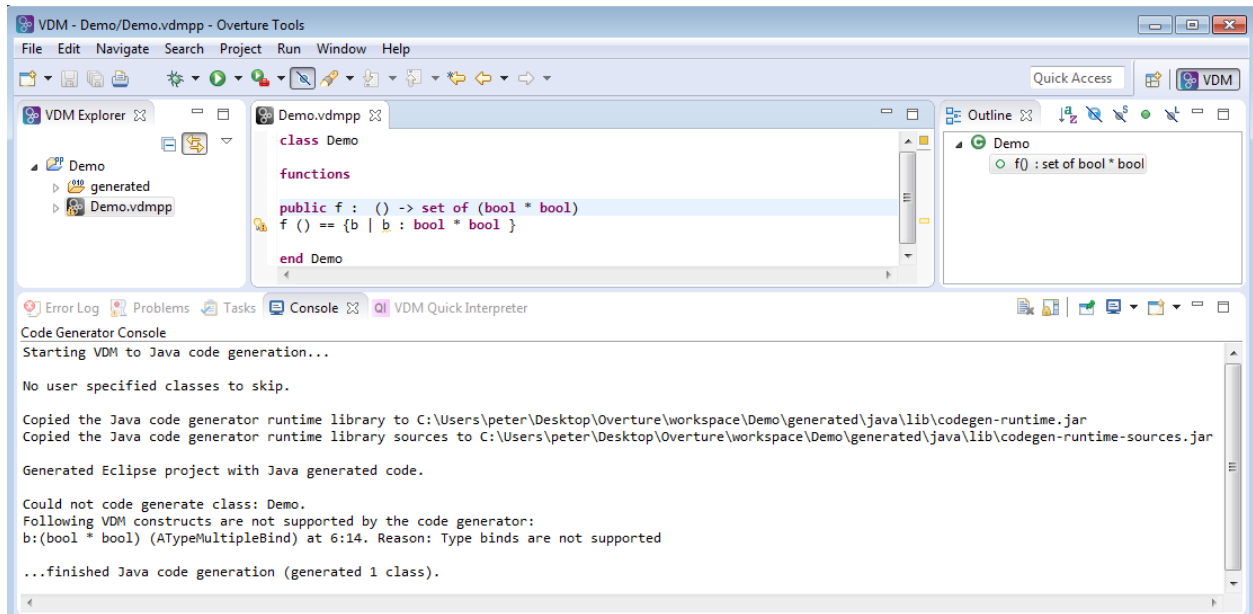 VDM - Demo/Demo.vdmpp - Overture Tools
File Edit Navigate Search Project Run Window Help
Quick Access VDM
VDM Explorer
Demo
generated
Demo.vdmpp
Demo.vdmpp
class Demo
functions
public f : () -> set of (bool * bool)
f () == {b | b : bool * bool }
end Demo
Outline
Demo
f() : set of bool * bool
Error Log Problems Tasks Console QI VDM Quick Interpreter
Code Generator Console
Starting VDM to Java code generation...
No user specified classes to skip.
Copied the Java code generator runtime library to C:\Users\peter\Desktop\Overture\workspace\Demo\generated\java\lib\codegen-runtime.jar
Copied the Java code generator runtime library sources to C:\Users\peter\Desktop\Overture\workspace\Demo\generated\java\lib\codegen-runtime-sources.jar
Generated Eclipse project with Java generated code.
Could not code generate class: Demo.
Following VDM constructs are not supported by the code generator:
b:(bool * bool) (ATypeMultipleBind) at 6:14. Reason: Type binds are not supported
...finished Java code generation (generated 1 class).